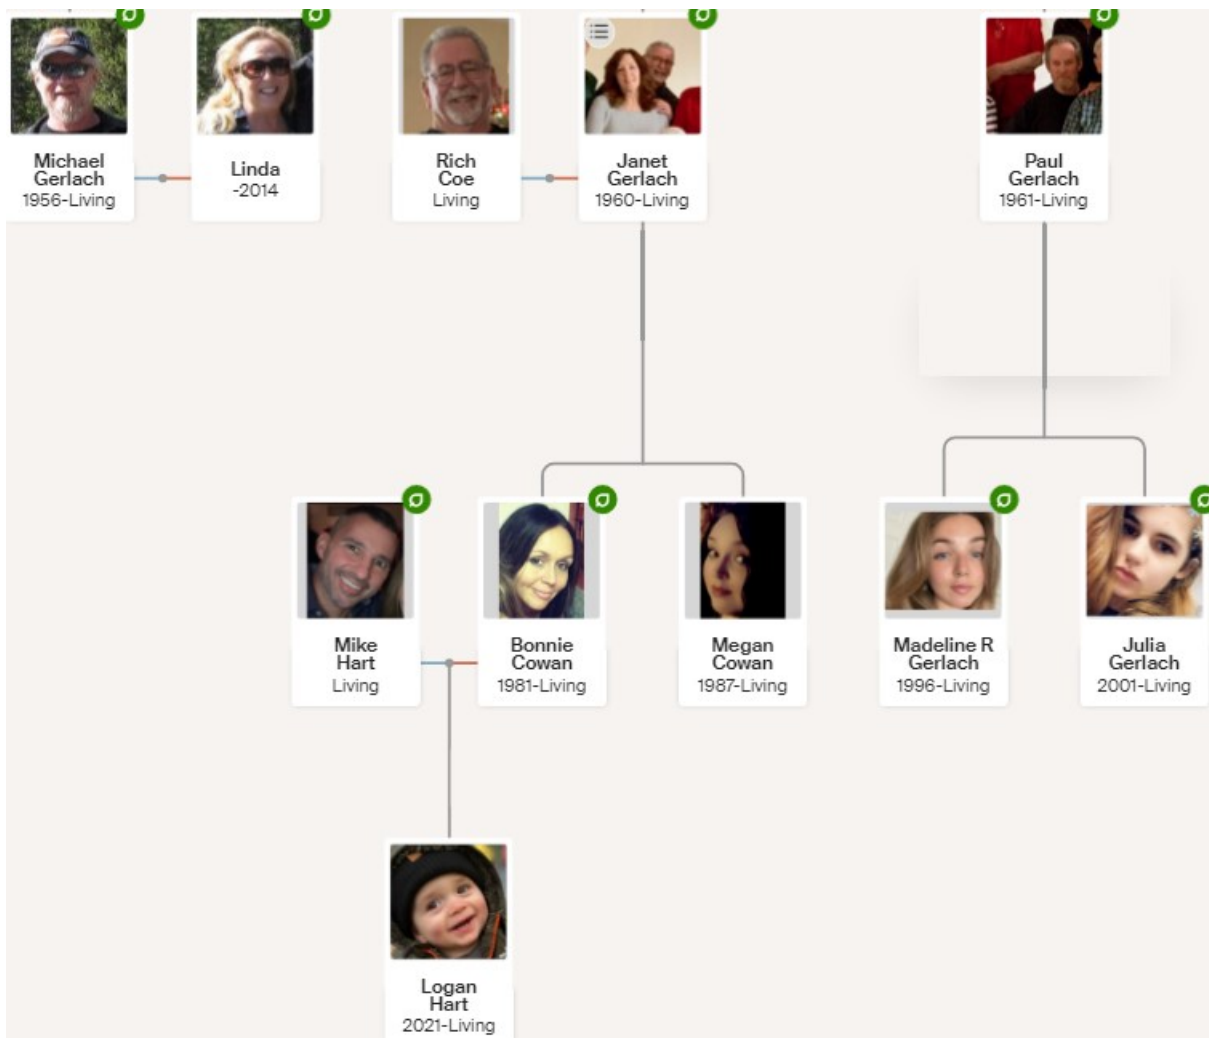 Michael
Gerlach
1956-Living
Linda
-2014
Rich
Coe
Living
Janet
Gerlach
1960-Living
Paul
Gerlach
1961-Living
Mike
Hart
Living
Bonnie
Cowan
1981-Living
Megan
Cowan
1987-Living
Madeline R
Gerlach
1996-Living
Julia
Gerlach
2001-Living
Logan
Hart
2021-Living